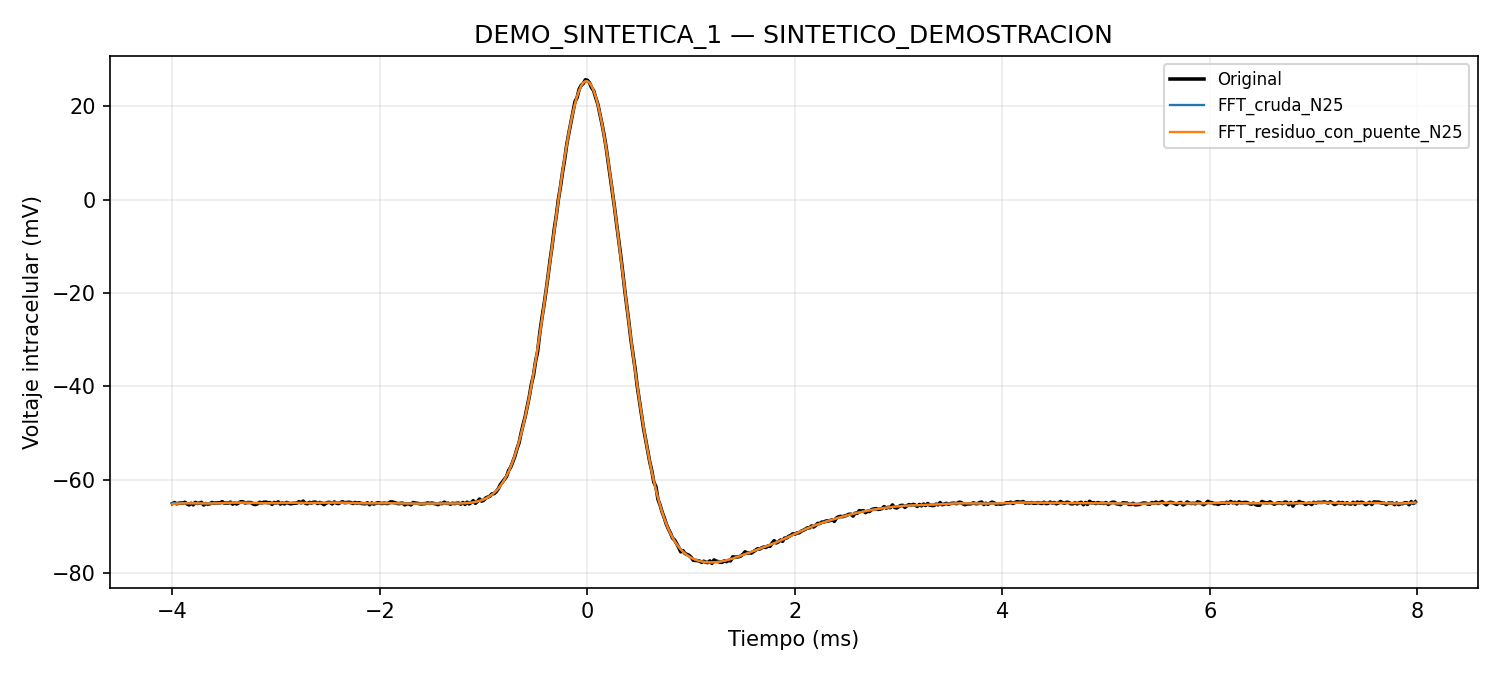 DEMO_SINTETICA_1 — SINTETICO_DEMOSTRACION
Original
FFT_cruda_N25
FFT_residuo_con_puente_N25
Voltaje intracelular (mV)
20
0
−20
−40
−60
−80
−4
−2
0
2
4
6
8
Tiempo (ms)